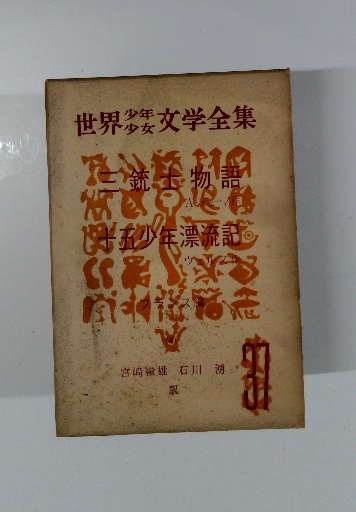 世界少年少女文学全集
三銃士物語
十五少年漂流記
フランス編
宮崎嶺雄 石川湧
訳